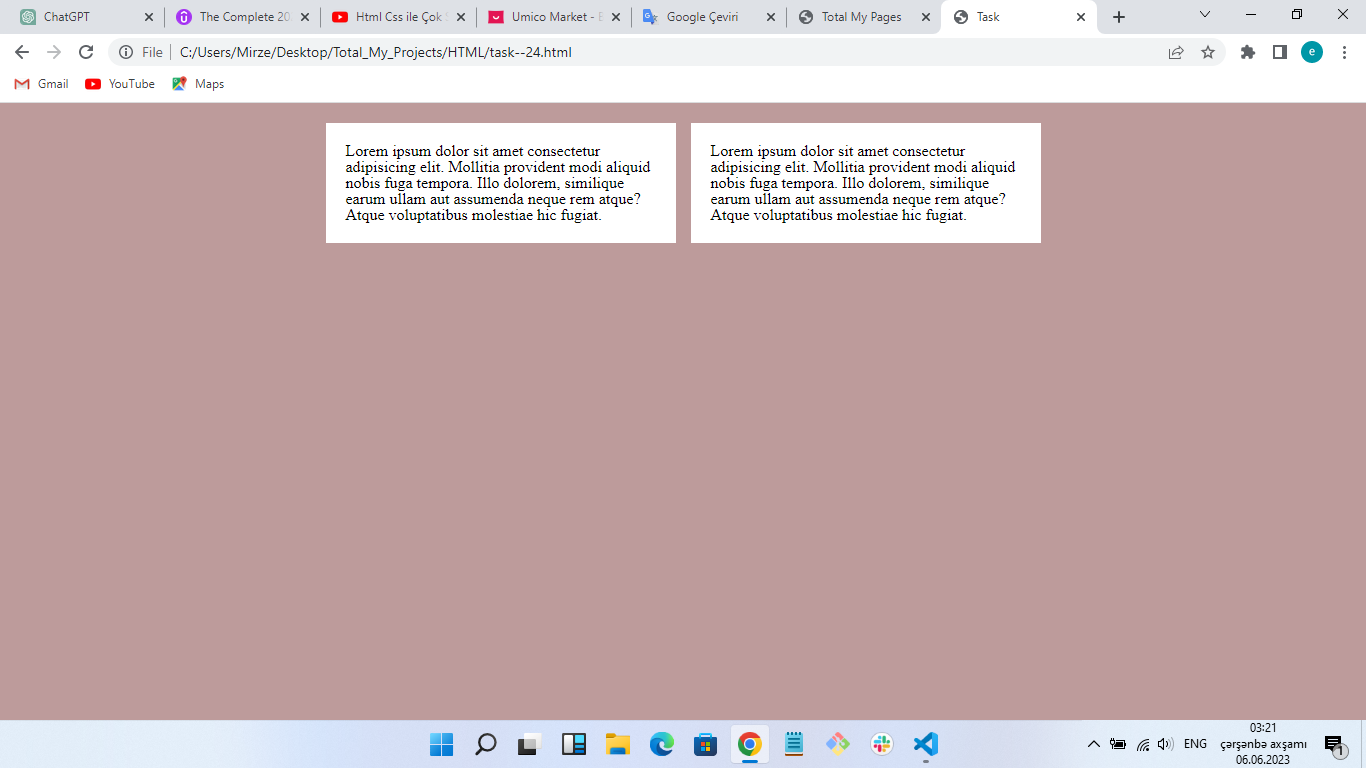 ChatGPT
The Complete 20
Html Css ile Çok
Umico Market -
Google Çeviri
Total My Pages
Task
File
C:/Users/Mirze/Desktop/Total_My_Projects/HTML/task--24.html
e
Gmail
YouTube
Maps
Lorem ipsum dolor sit amet consectetur
adipisicing elit. Mollitia provident modi aliquid
nobis fuga tempora. Illo dolorem, similique
earum ullam aut assumenda neque rem atque?
Atque voluptatibus molestiae hic fugiat.
Lorem ipsum dolor sit amet consectetur
adipisicing elit. Mollitia provident modi aliquid
nobis fuga tempora. Illo dolorem, similique
earum ullam aut assumenda neque rem atque?
Atque voluptatibus molestiae hic fugiat.
ENG
03:21
çərşənbə axşamı
06.06.2023
1